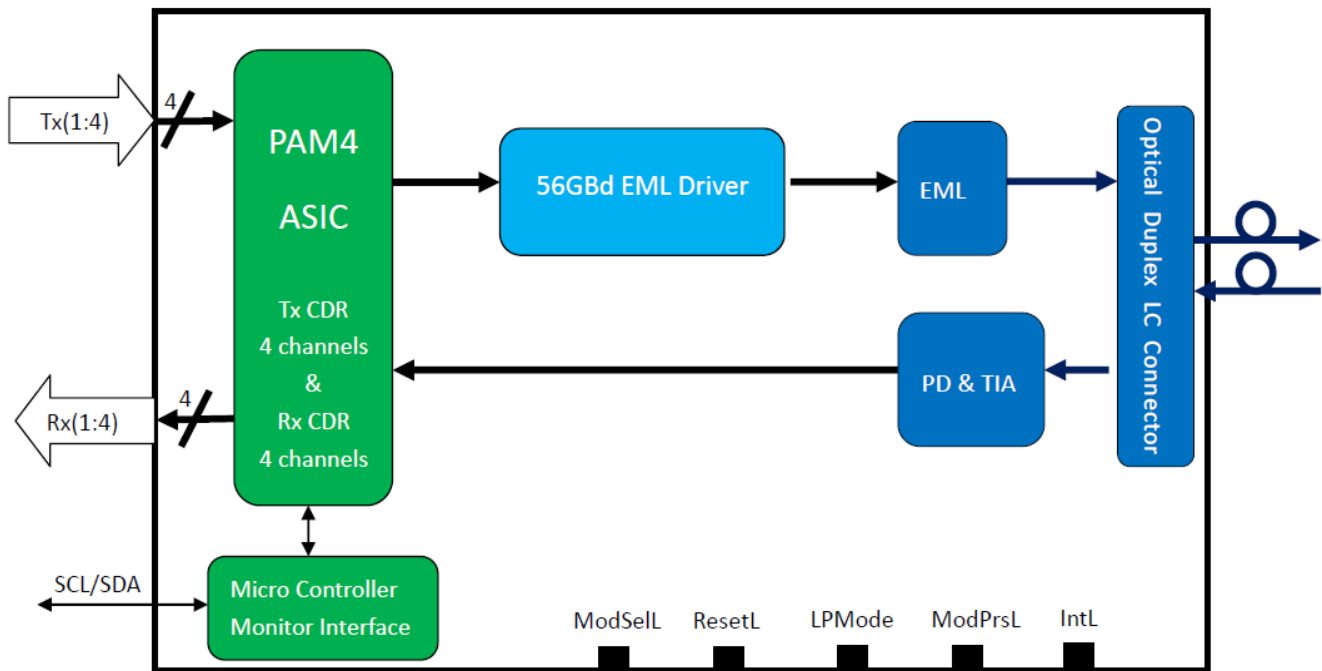 Tx(1:4)
4
PAM4
ASIC
Tx CDR
4 channels
&
Rx CDR
4 channels
56GBd EML Driver
EML
Optical Duplex LC Connector
PD & TIA
Rx(1:4)
4
SCL/SDA
Micro Controller
Monitor Interface
ModSelL
ResetL
LPMode
ModPrsL
IntL